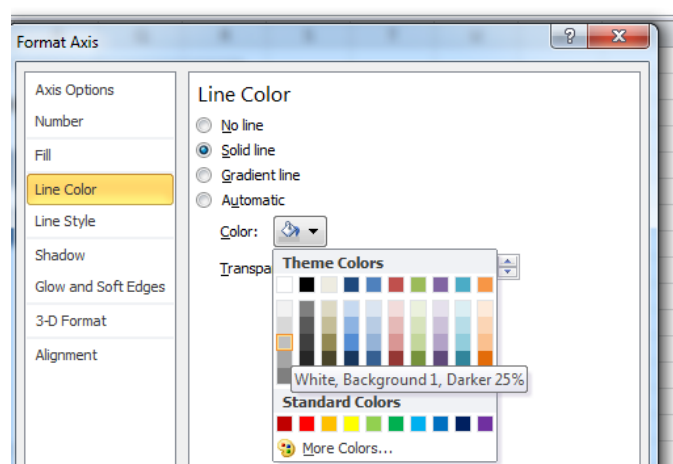 Format Axis
Axis Options
Number
Fill
Line Color
Line Style
Shadow
Glow and Soft Edges
3-D Format
Alignment
Line Color
No line
Solid line
Gradient line
Automatic
Color:
Transpa
Theme Colors
White, Background 1, Darker 25%
Standard Colors
More Colors...